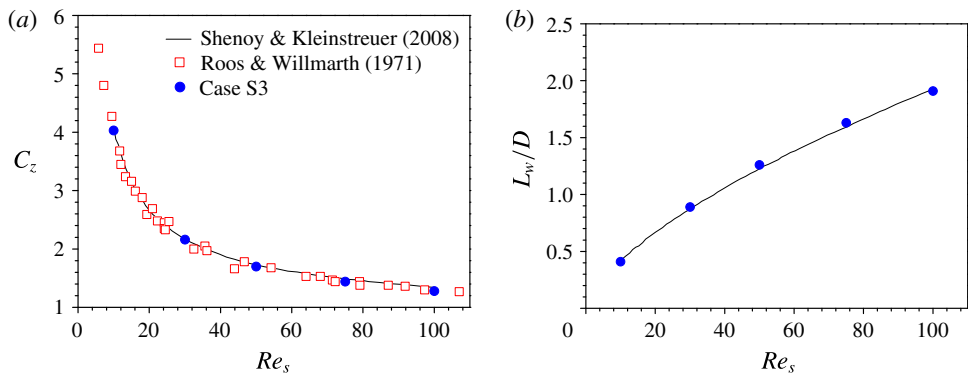 (a)
6
5
4
3
2
1
C_z
Shenoy & Kleinstreuer (2008)
Roos & Willmarth (1971)
Case S3
0 20 40 60 80 100
Re_s
(b)
2.0
1.5
1.0
0.5
L_w/D
0 20 40 60 80 100
Re_s